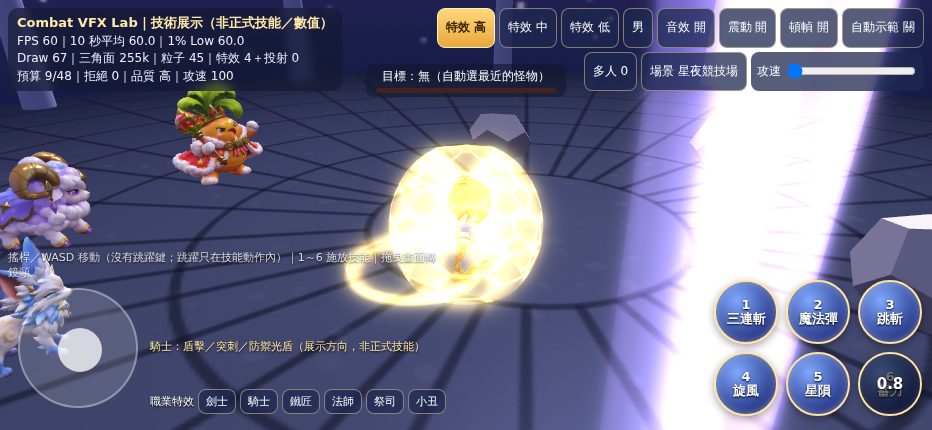 Combat VFX Lab｜技術展示（非正式技能／數值）
FPS 60｜10 秒平均 60.0｜1% Low 60.0
Draw 67｜三角面 255k｜粒子 45｜特效 4＋投射 0
預算 9/48｜拒絕 0｜品質 高｜攻速 100
特效 高
特效 中
特效 低
男
音效 開
震動 開
頓幀 開
自動示範 關
目標：無（自動選最近的怪物）
多人 0
場景 星夜競技場
攻速
搖桿／WASD 移動（沒有跳躍鍵；跳躍只在技能動作內）｜1～6 施放技能｜拖曳畫面轉
鏡頭
1
三連斬
2
魔法彈
3
跳斬
騎士：盾擊／突刺／防禦光盾（展示方向，非正式技能）
4
旋風
5
星隕
0.8
職業特效
劍士
騎士
鐵匠
法師
祭司
小丑